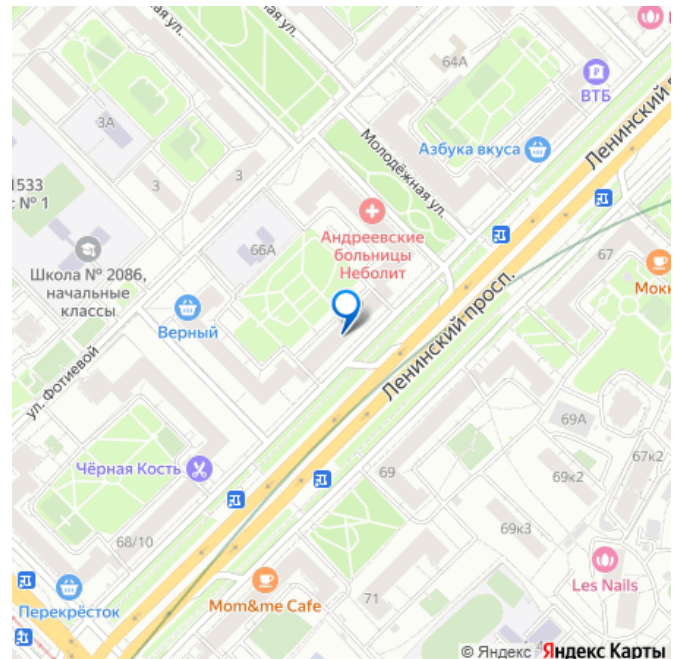 ая ул.
ая ул.
64А
ВТБ
Азбука вкуса
Ленинский п
3А
Молодёжная ул.
3
3
1533
с № 1
Андреевские
больницы
Неболит
66А
67
Мокк
Школа № 2086,
начальные
классы
Верный
Ленинский просп.
ул. Фотиевой
69А
67к2
Чёрная Кость
69
69к2
69к3
68/10
Les Nails
Перекрёсток
Mom&me Cafe
71
© Яндекс
Яндекс Карты